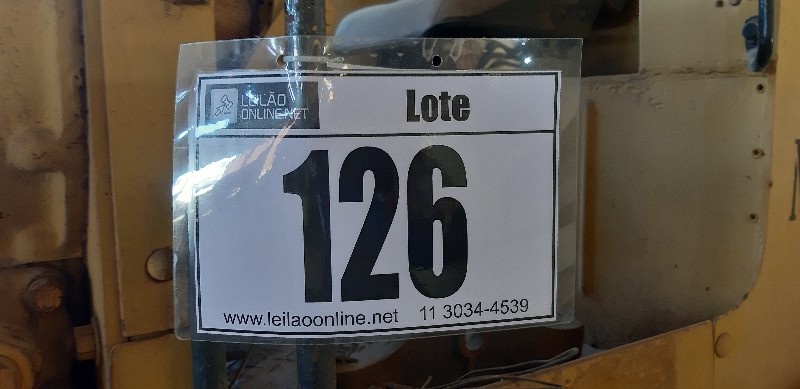 LEILÃO
ONLINE.NET
Lote
126
www.leilaoonline.net 11 3034-4539